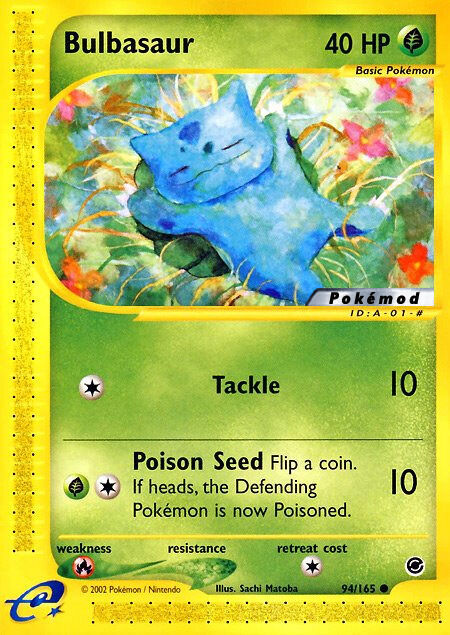 Bulbasaur 40 HP
Basic Pokémon
Pokémod
ID:A-01-#
Tackle 10
Poison Seed Flip a coin.
If heads, the Defending
Pokémon is now Poisoned.
10
weakness resistance retreat cost
© 2002 Pokémon / Nintendo Illus. Sachi Matoba 94/165 ●
e